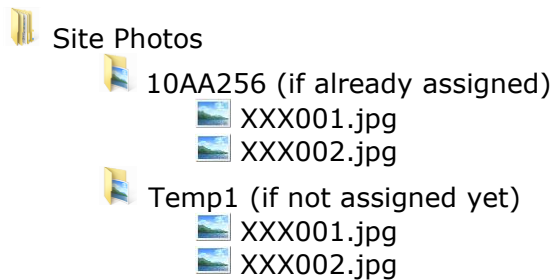 Site Photos
10AA256 (if already assigned)
XXX001.jpg
XXX002.jpg
Temp1 (if not assigned yet)
XXX001.jpg
XXX002.jpg